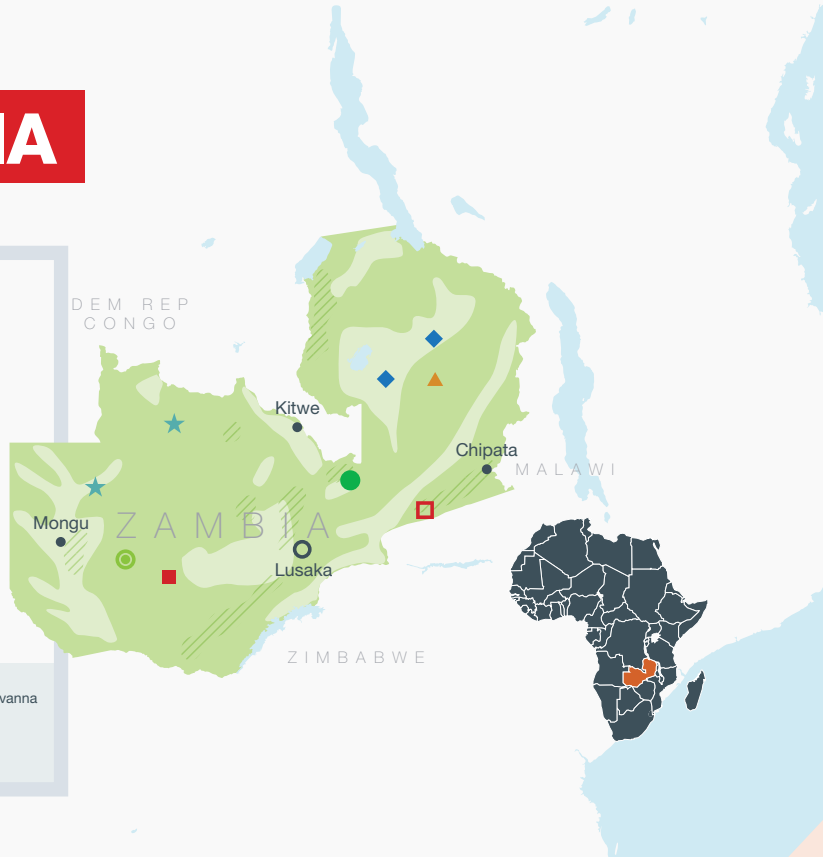 IA
DEM REP
CONGO
Kitwe
Chipata
MALAWI
Mongu
ZAMBIA
Lusaka
ZIMBABWE
vanna